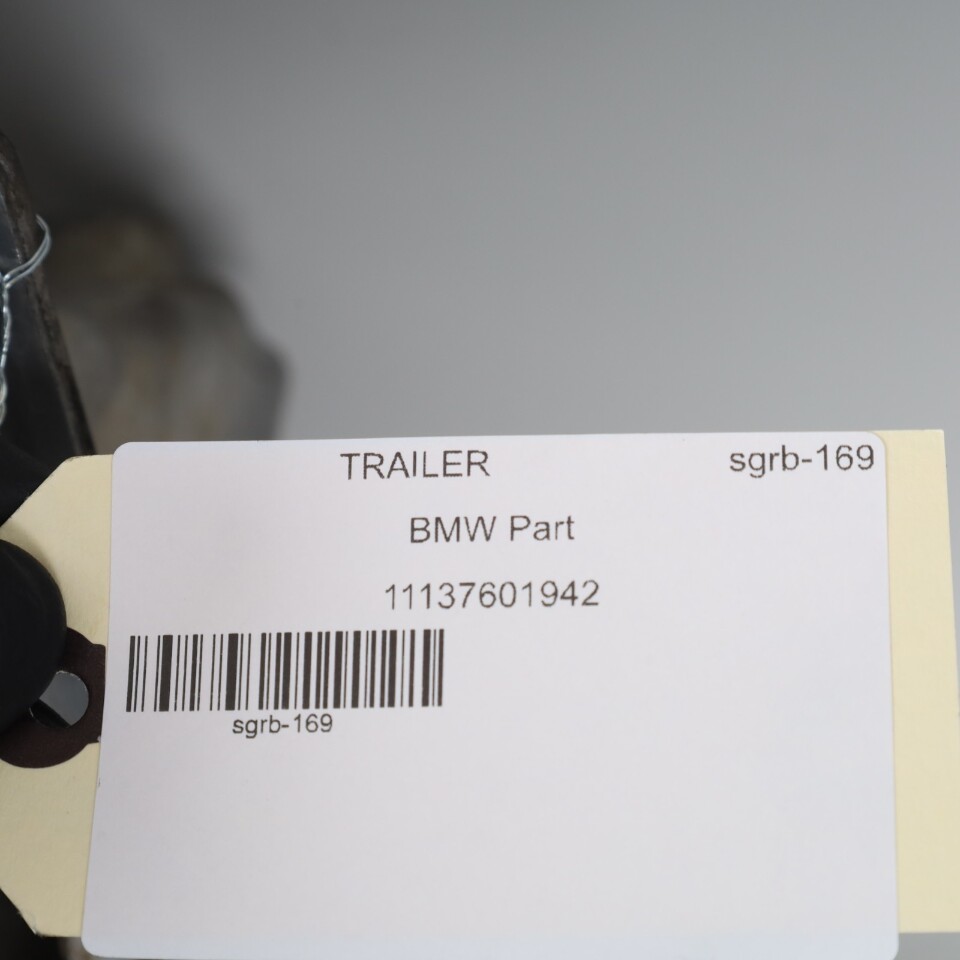 TRAILER sgrb-169
BMW Part
11137601942
sgrb-169